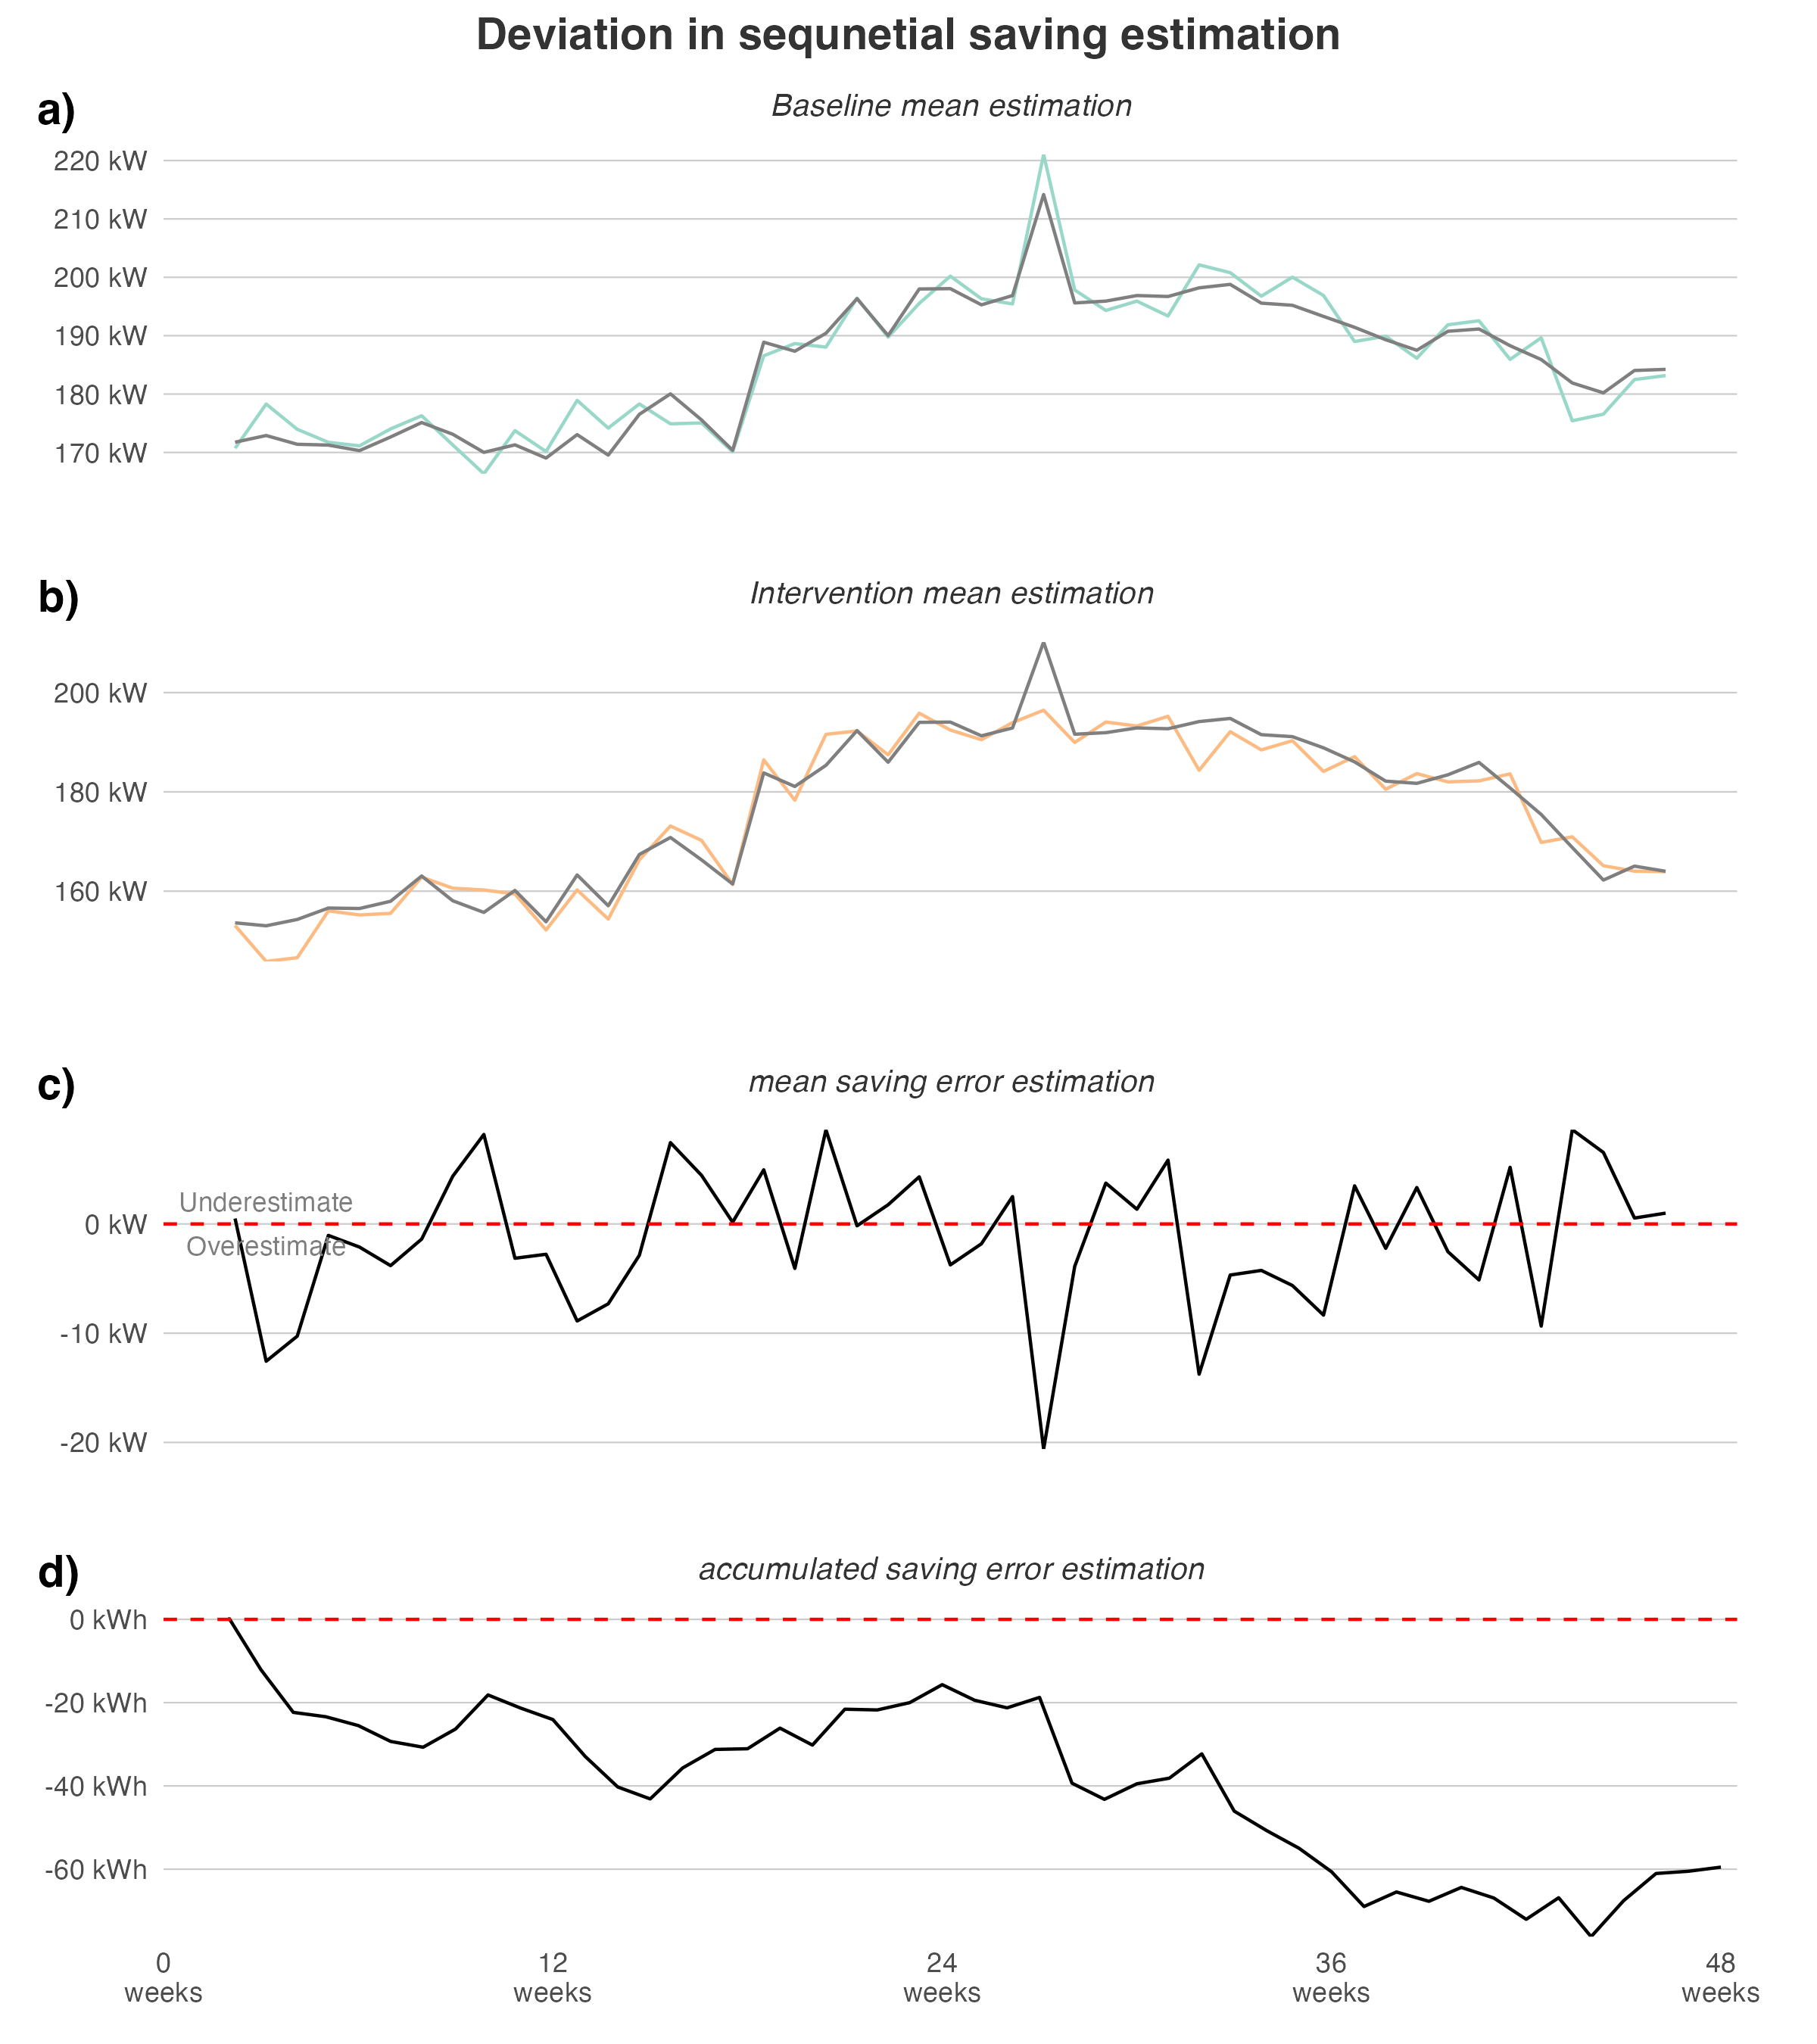 Deviation in sequnetial saving estimation
a)
Baseline mean estimation
220 kW
210 kW
200 kW
190 kW
180 kW
170 kW
b)
Intervention mean estimation
200 kW
180 kW
160 kW
c)
mean saving error estimation
Underestimate
0 kW
Overestimate
-10 kW
-20 kW
d)
accumulated saving error estimation
0 kWh
-20 kWh
-40 kWh
-60 kWh
0 12 24 36 48
weeks weeks weeks weeks weeks